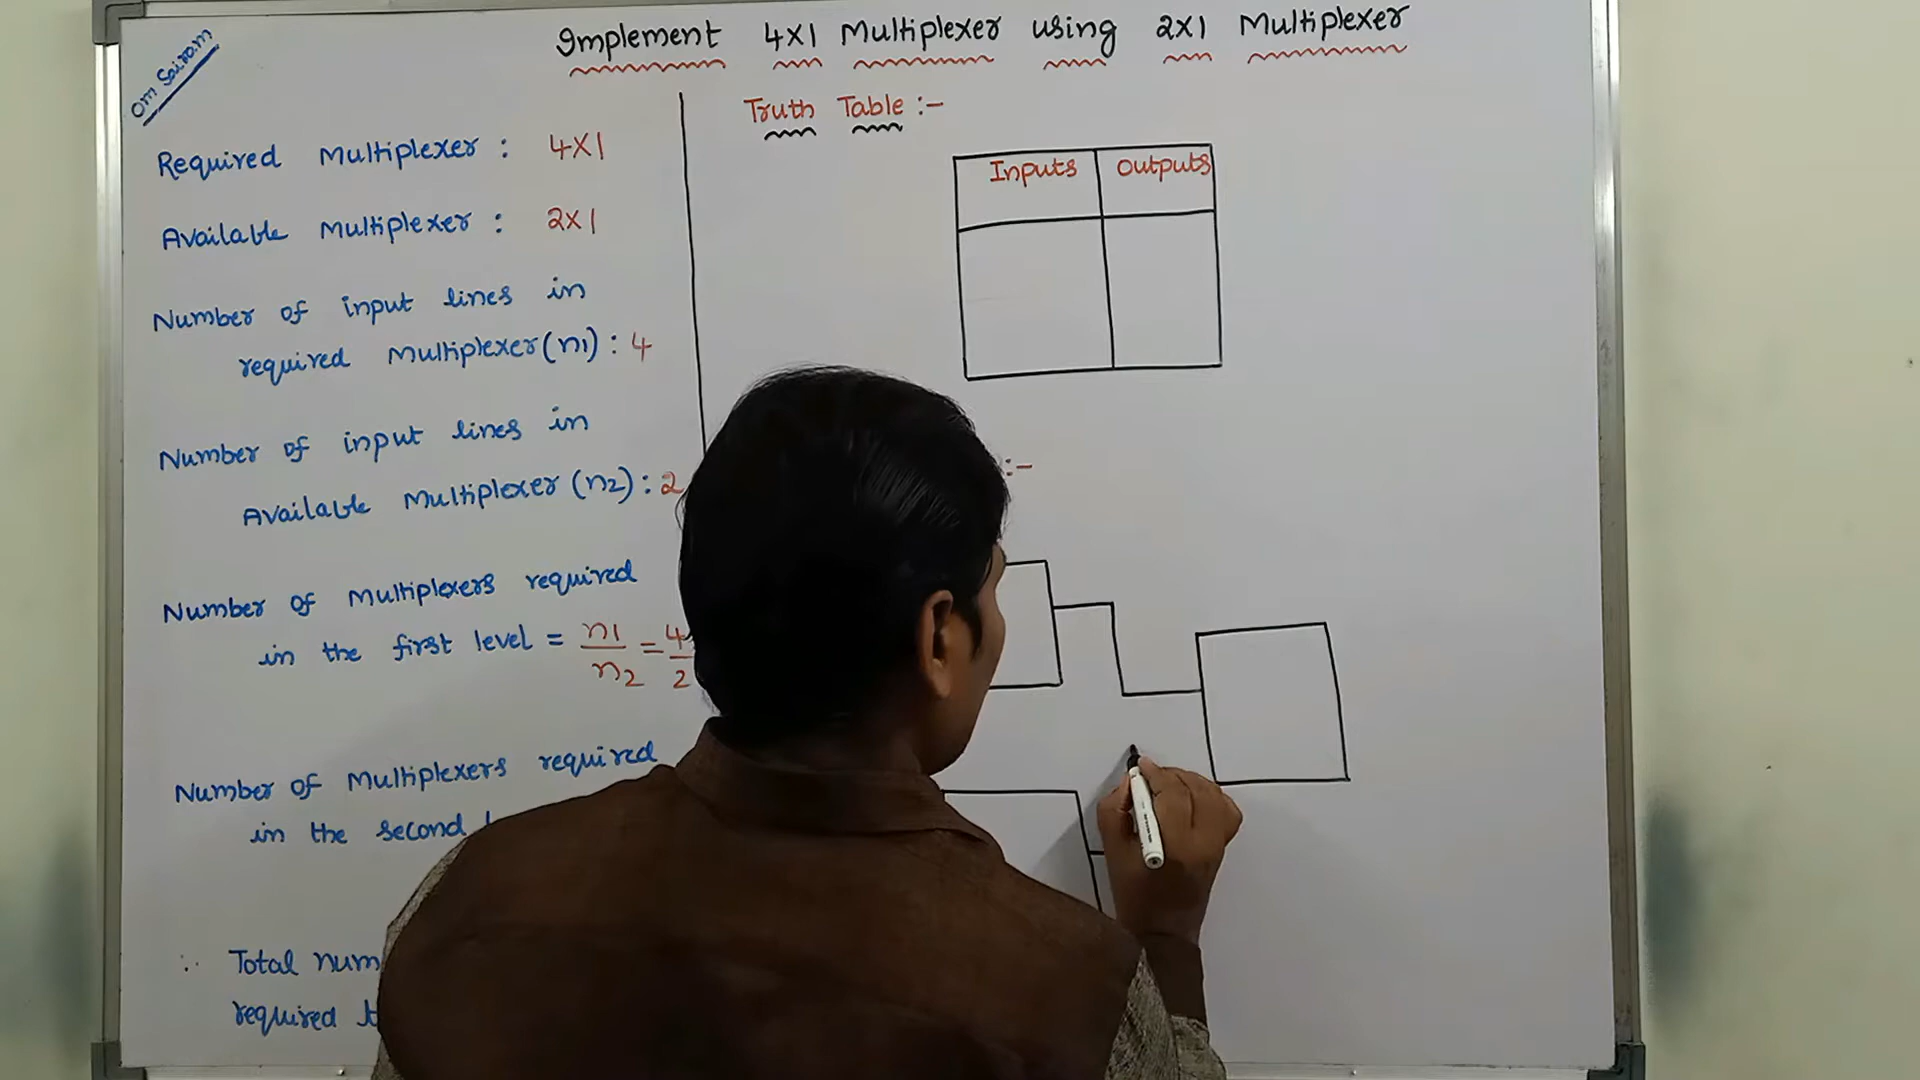 Om Sairam
Implement 4X1 Multiplexer using 2X1 Multiplexer
Required Multiplexer : 4X1
Available Multiplexer : 2X1
Number of input lines in
required Multiplexer (n1) : 4
Number of input lines in
Available Multiplexer (n2) : 2
Number of Multiplexers required
in the first level = n1/n2 = 4/2
Number of Multiplexers required
in the second
∴ Total num
required t
Truth Table :-
Inputs Outputs
:-